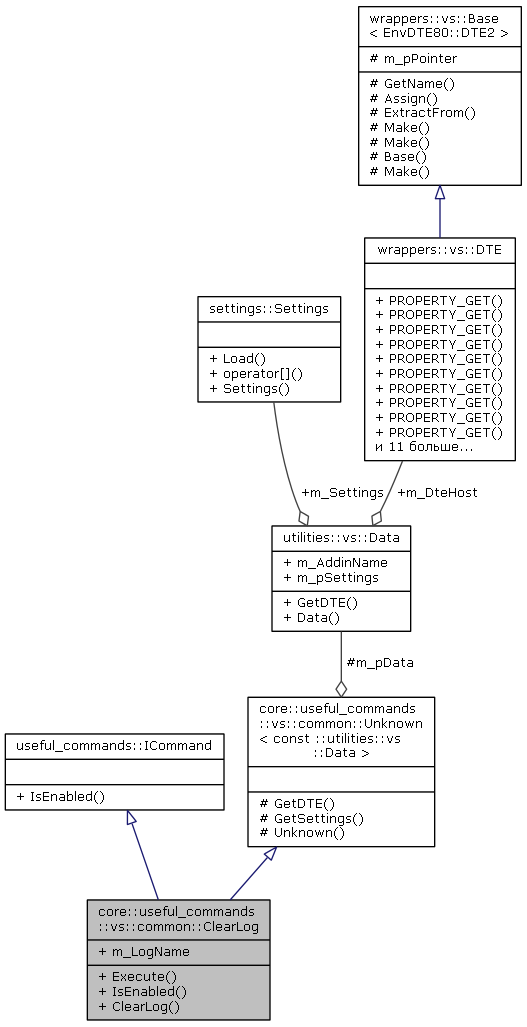 wrappers::vs::Base
< EnvDTE80::DTE2 >
# m_pPointer
# GetName()
# Assign()
# ExtractFrom()
# Make()
# Make()
# Base()
# Make()
wrappers::vs::DTE
+ PROPERTY_GET()
+ PROPERTY_GET()
+ PROPERTY_GET()
+ PROPERTY_GET()
+ PROPERTY_GET()
+ PROPERTY_GET()
+ PROPERTY_GET()
+ PROPERTY_GET()
+ PROPERTY_GET()
+ PROPERTY_GET()
и 11 больше...
settings::Settings
+ Load()
+ operator[]()
+ Settings()
+m_Settings
+m_DteHost
utilities::vs::Data
+ m_AddinName
+ m_pSettings
+ GetDTE()
+ Data()
#m_pData
core::useful_commands
::vs::common::Unknown
< const ::utilities::vs
::Data >
# GetDTE()
# GetSettings()
# Unknown()
useful_commands::ICommand
+ IsEnabled()
core::useful_commands
::vs::common::ClearLog
+ m_LogName
+ Execute()
+ IsEnabled()
+ ClearLog()